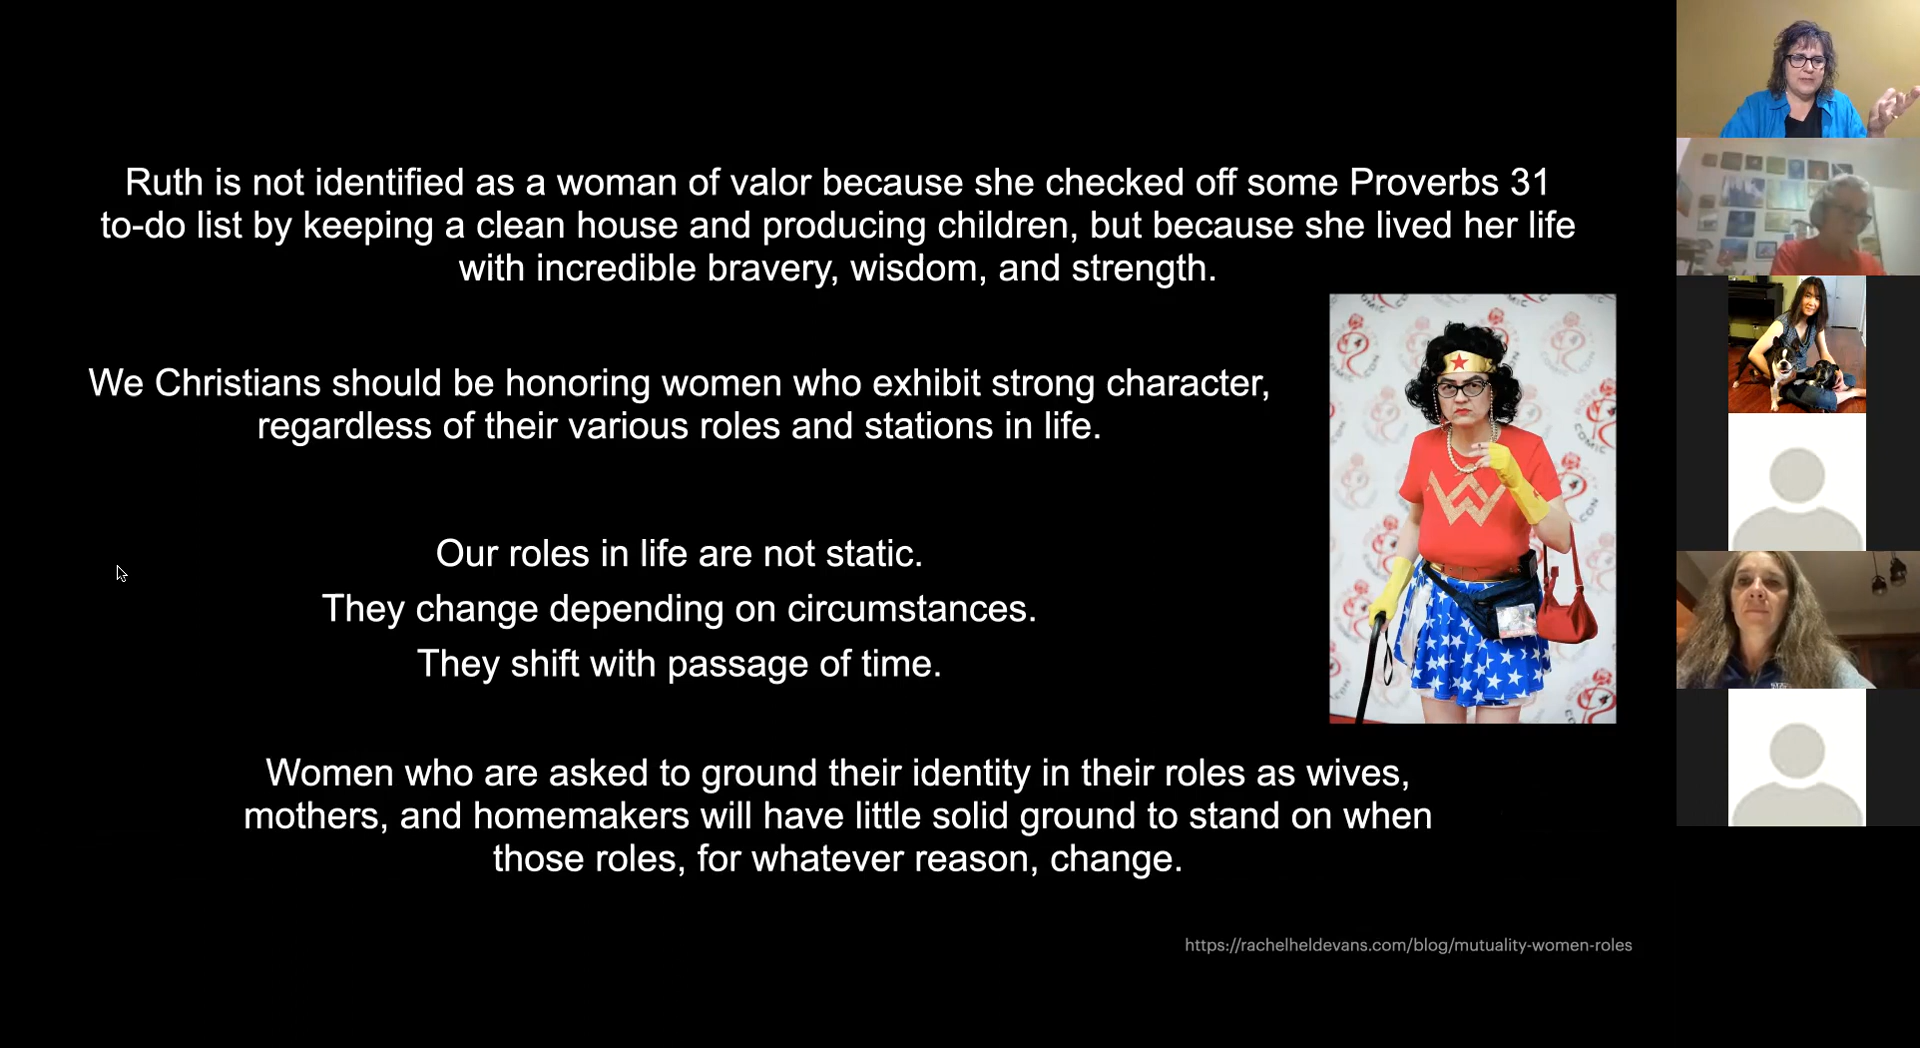 Ruth is not identified as a woman of valor because she checked off some Proverbs 31
to-do list by keeping a clean house and producing children, but because she lived her life
with incredible bravery, wisdom, and strength.
We Christians should be honoring women who exhibit strong character,
regardless of their various roles and stations in life.
Our roles in life are not static.
They change depending on circumstances.
They shift with passage of time.
COMIC CON
W
Women who are asked to ground their identity in their roles as wives,
mothers, and homemakers will have little solid ground to stand on when
those roles, for whatever reason, change.
https://rachelheldevans.com/blog/mutuality-women-roles